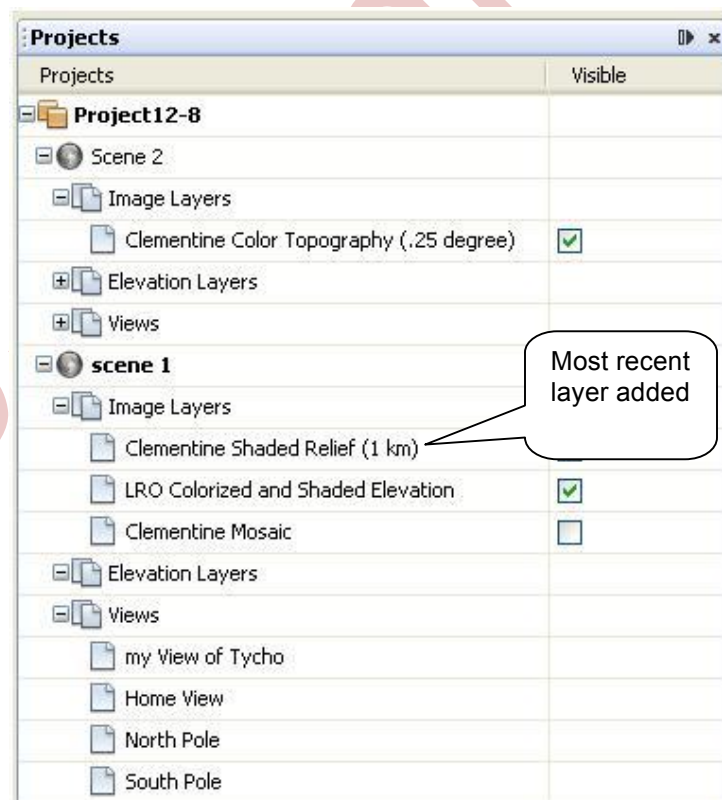 Projects
Projects Visible
Project12-8
Scene 2
Image Layers
Clementine Color Topography (.25 degree)
Elevation Layers
Views
scene 1
Most recent
layer added
Image Layers
Clementine Shaded Relief (1 km)
LRO Colorized and Shaded Elevation
Clementine Mosaic
Elevation Layers
Views
my View of Tycho
Home View
North Pole
South Pole